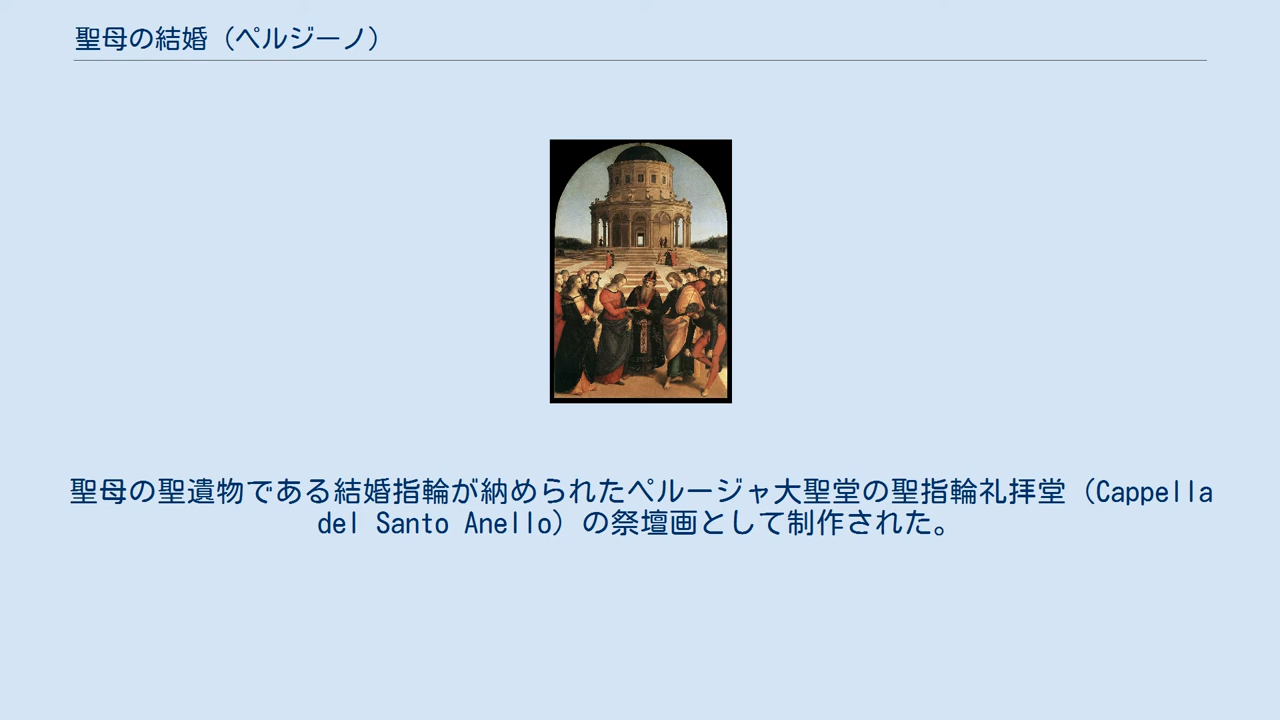 聖母の結婚（ペルジーノ）
聖母の聖遺物である結婚指輪が納められたペルージャ大聖堂の聖指輪礼拝堂（Cappella
del Santo Anello）の祭壇画として制作された。